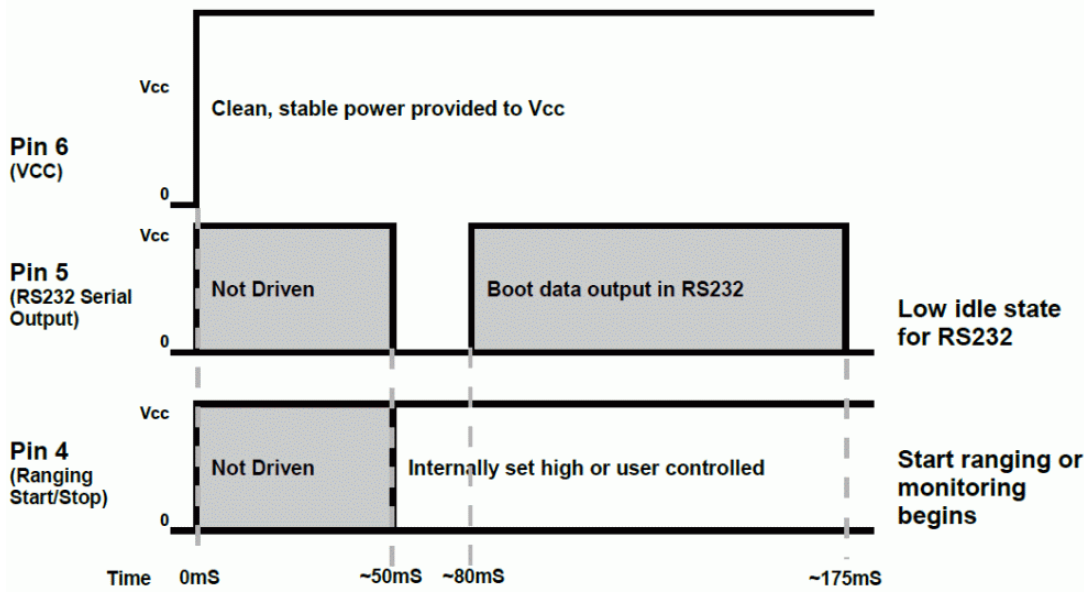 Vcc
Clean, stable power provided to Vcc
Pin 6
(VCC)
0
Vcc
Pin 5
(RS232 Serial
Output)
Not Driven
Boot data output in RS232
0
Low idle state
for RS232
Vcc
Pin 4
(Ranging
Start/Stop)
Not Driven
Internally set high or user controlled
0
Start ranging or
monitoring
begins
Time 0mS ~50mS ~80mS ~175mS